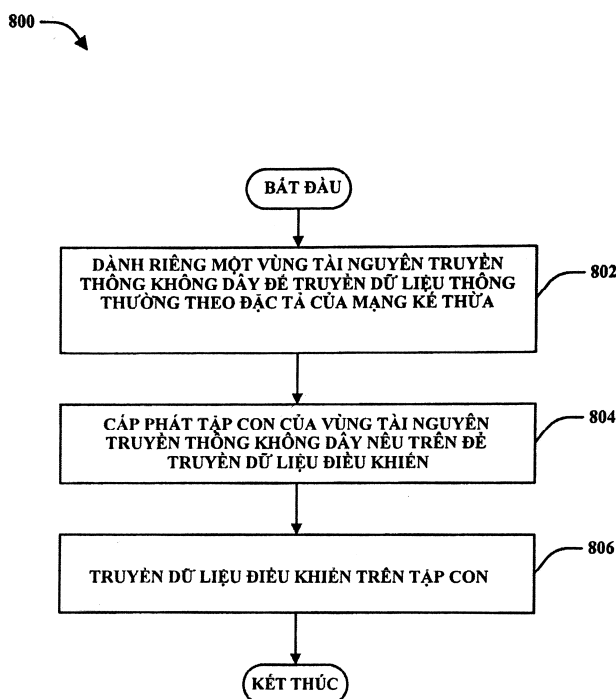 800
BẮT ĐẦU
DÀNH RIÊNG MỘT VÙNG TÀI NGUYÊN TRUYỀN
THÔNG KHÔNG DÂY ĐỂ TRUYỀN DỮ LIỆU THÔNG
THƯỜNG THEO ĐẶC TẢ CỦA MẠNG KẾ THỪA
802
CẤP PHÁT TẬP CON CỦA VÙNG TÀI NGUYÊN
TRUYỀN THÔNG KHÔNG DÂY NÊU TRÊN ĐỂ
TRUYỀN DỮ LIỆU ĐIỀU KHIỂN
804
TRUYỀN DỮ LIỆU ĐIỀU KHIỂN TRÊN TẬP CON
806
KẾT THÚC